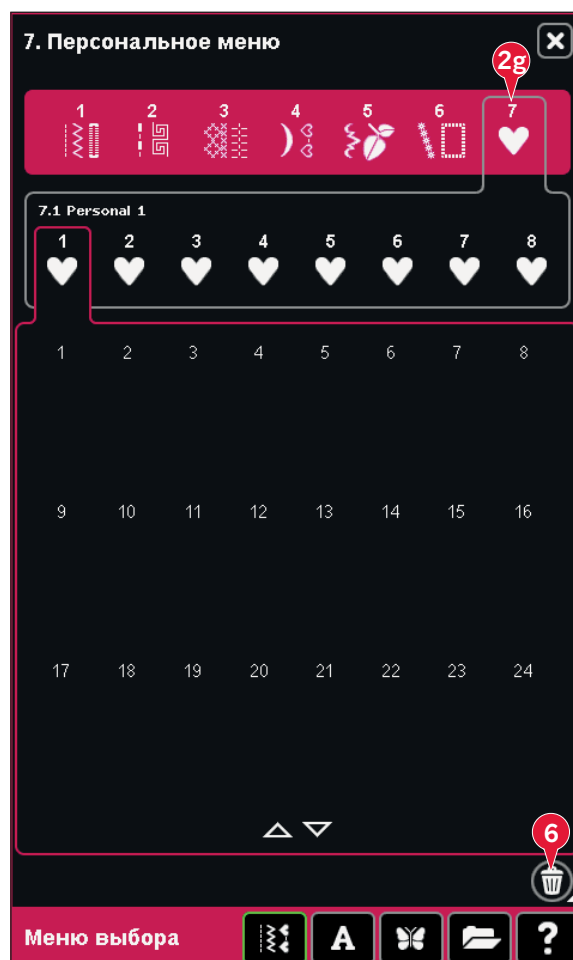 7. Персональное меню
2g
1 2 3 4 5 6 7
7.1 Personal 1
1 2 3 4 5 6 7 8
1 2 3 4 5 6 7 8
9 10 11 12 13 14 15 16
17 18 19 20 21 22 23 24
6
Меню выбора A ?